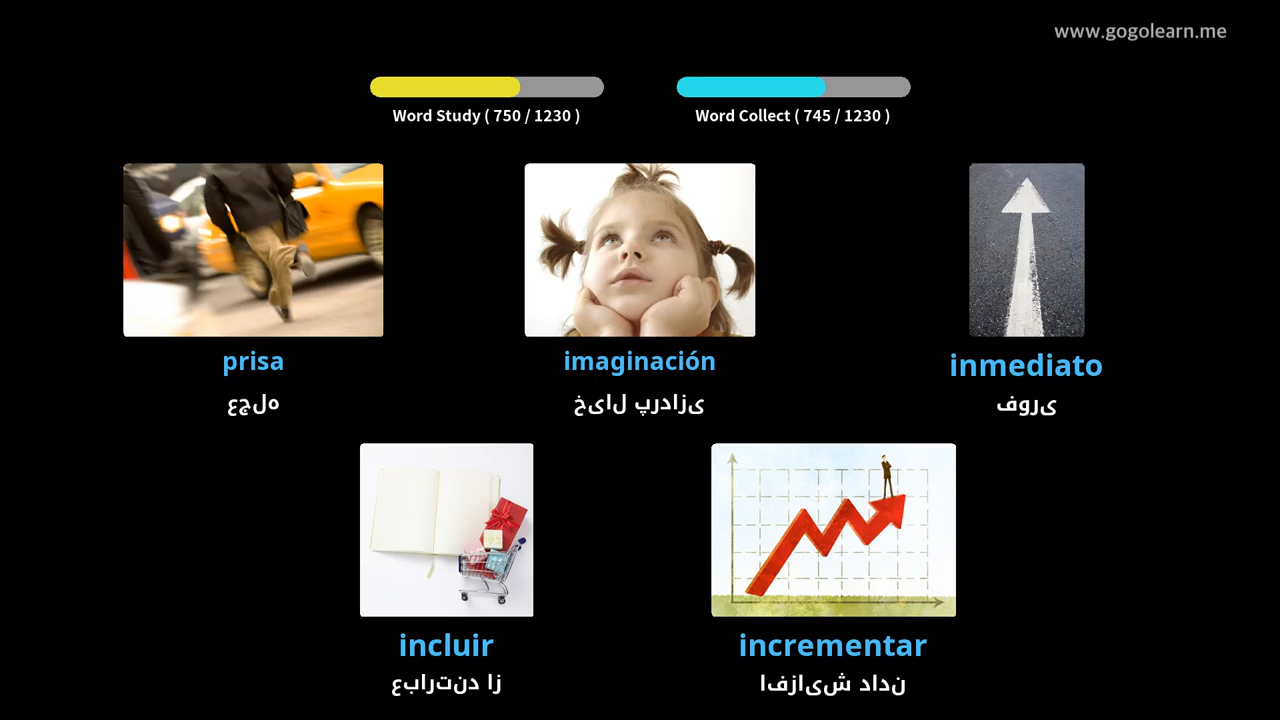 www.gogolearn.me
Word Study ( 750 / 1230 )
Word Collect ( 745 / 1230 )
prisa
عجله
imaginación
خیال پردازی
inmediato
فوری
incluir
عبارتند از
incrementar
افزایش دادن